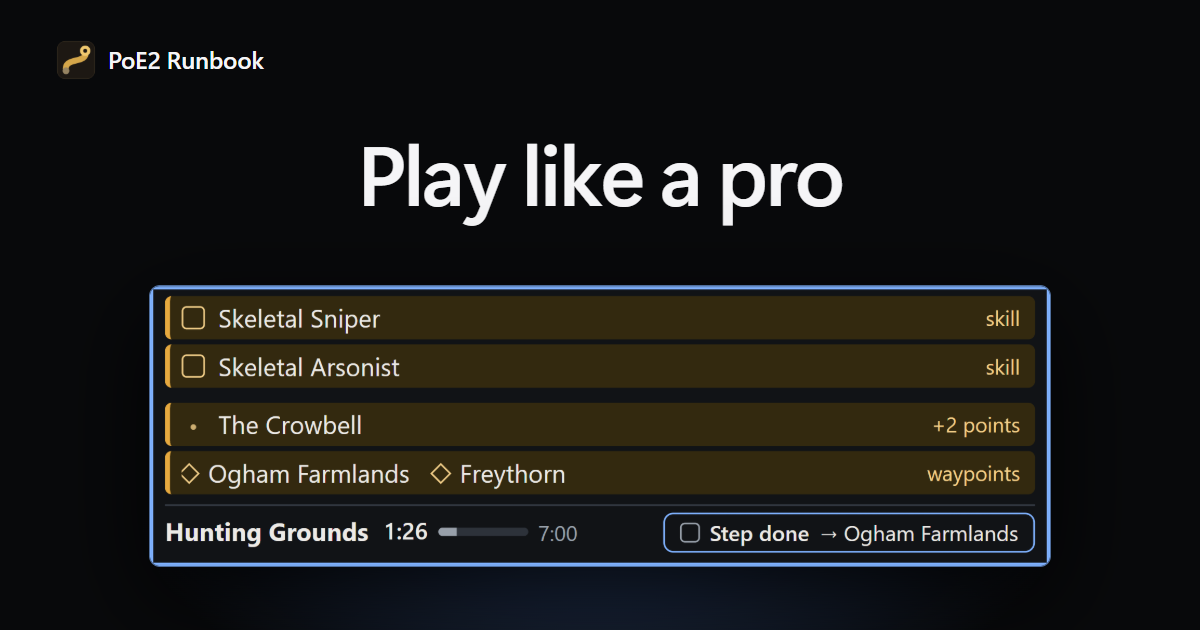 PoE2 Runbook
Play like a pro
Skeletal Sniper skill
Skeletal Arsonist skill
The Crowbell +2 points
Ogham Farmlands Freythorn waypoints
Hunting Grounds 1:26 7:00 Step done → Ogham Farmlands